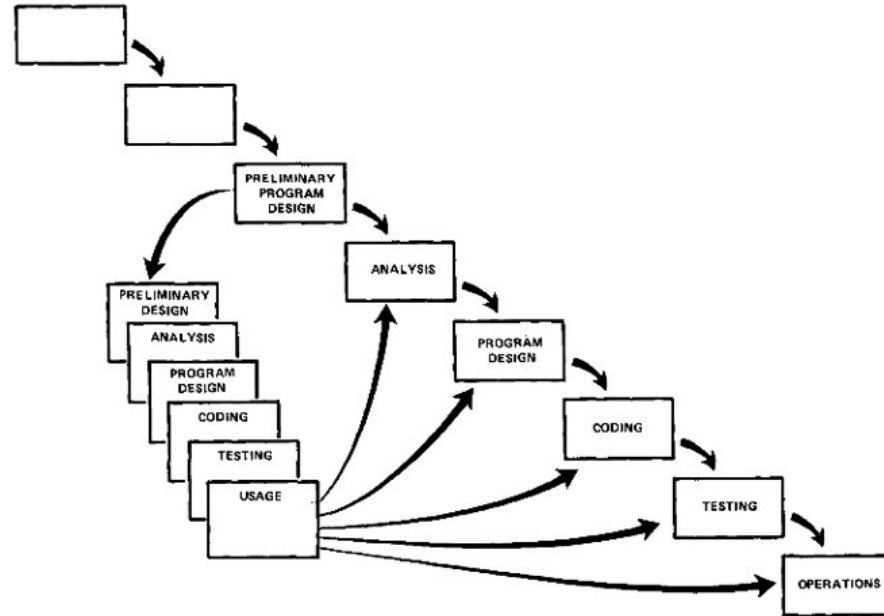 PRELIMINARY
PROGRAM
DESIGN
ANALYSIS
PROGRAM
DESIGN
CODING
TESTING
OPERATIONS
PRELIMINARY
DESIGN
ANALYSIS
PROGRAM
DESIGN
CODING
TESTING
USAGE